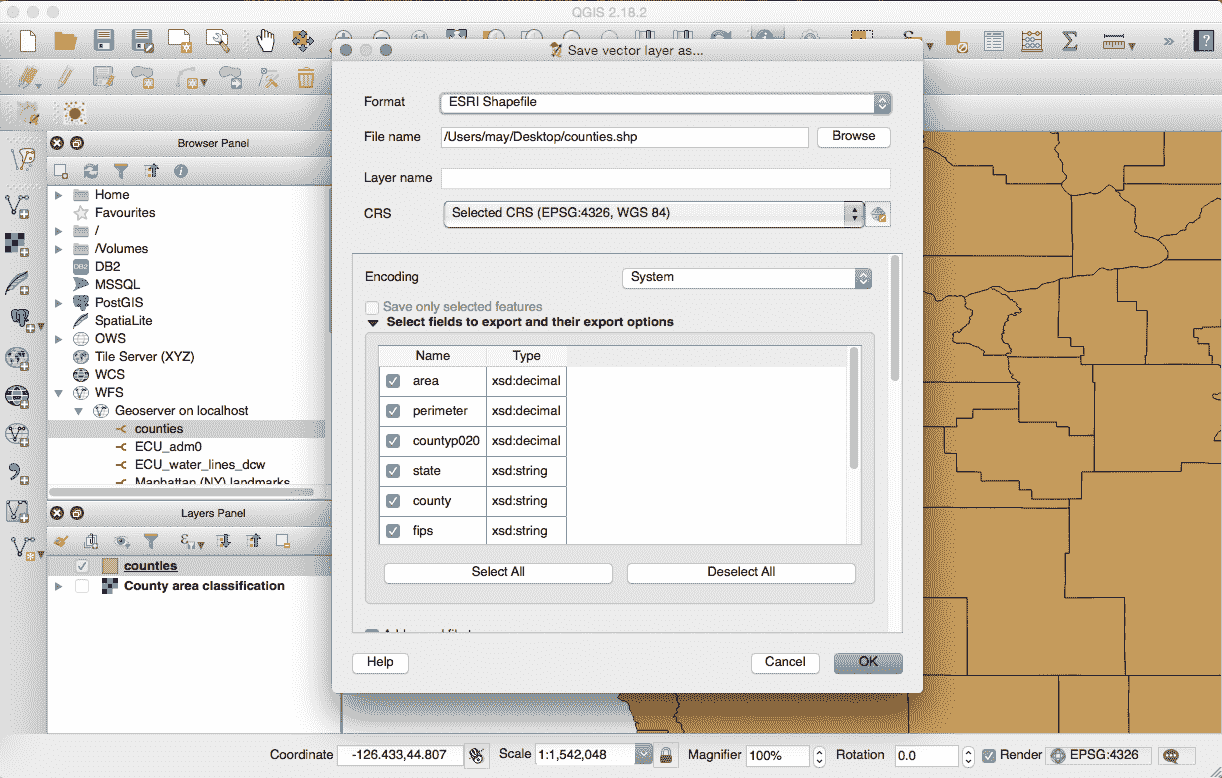 QGIS 2.18.2
Save vector layer as...
Format
ESRI Shapefile
File name
/Users/may/Desktop/counties.shp
Browse
Layer name
CRS
Selected CRS (EPSG:4326, WGS 84)
Encoding
System
Save only selected features
Select fields to export and their export options
Name Type
area xsd:decimal
perimeter xsd:decimal
countyp020 xsd:decimal
state xsd:string
county xsd:string
fips xsd:string
Select All
Deselect All
Help
Cancel
OK
Browser Panel
Home
Favourites
/
/Volumes
DB2
MSSQL
PostGIS
SpatiaLite
OWS
Tile Server (XYZ)
WCS
WFS
Geoserver on localhost
counties
ECU_adm0
ECU_water_lines_dcw
Manhattan (NY) landmarks
Layers Panel
counties
County area classification
Coordinate -126.433,44.807 Scale 1:1,542,048 Magnifier 100% Rotation 0.0 Render EPSG:4326